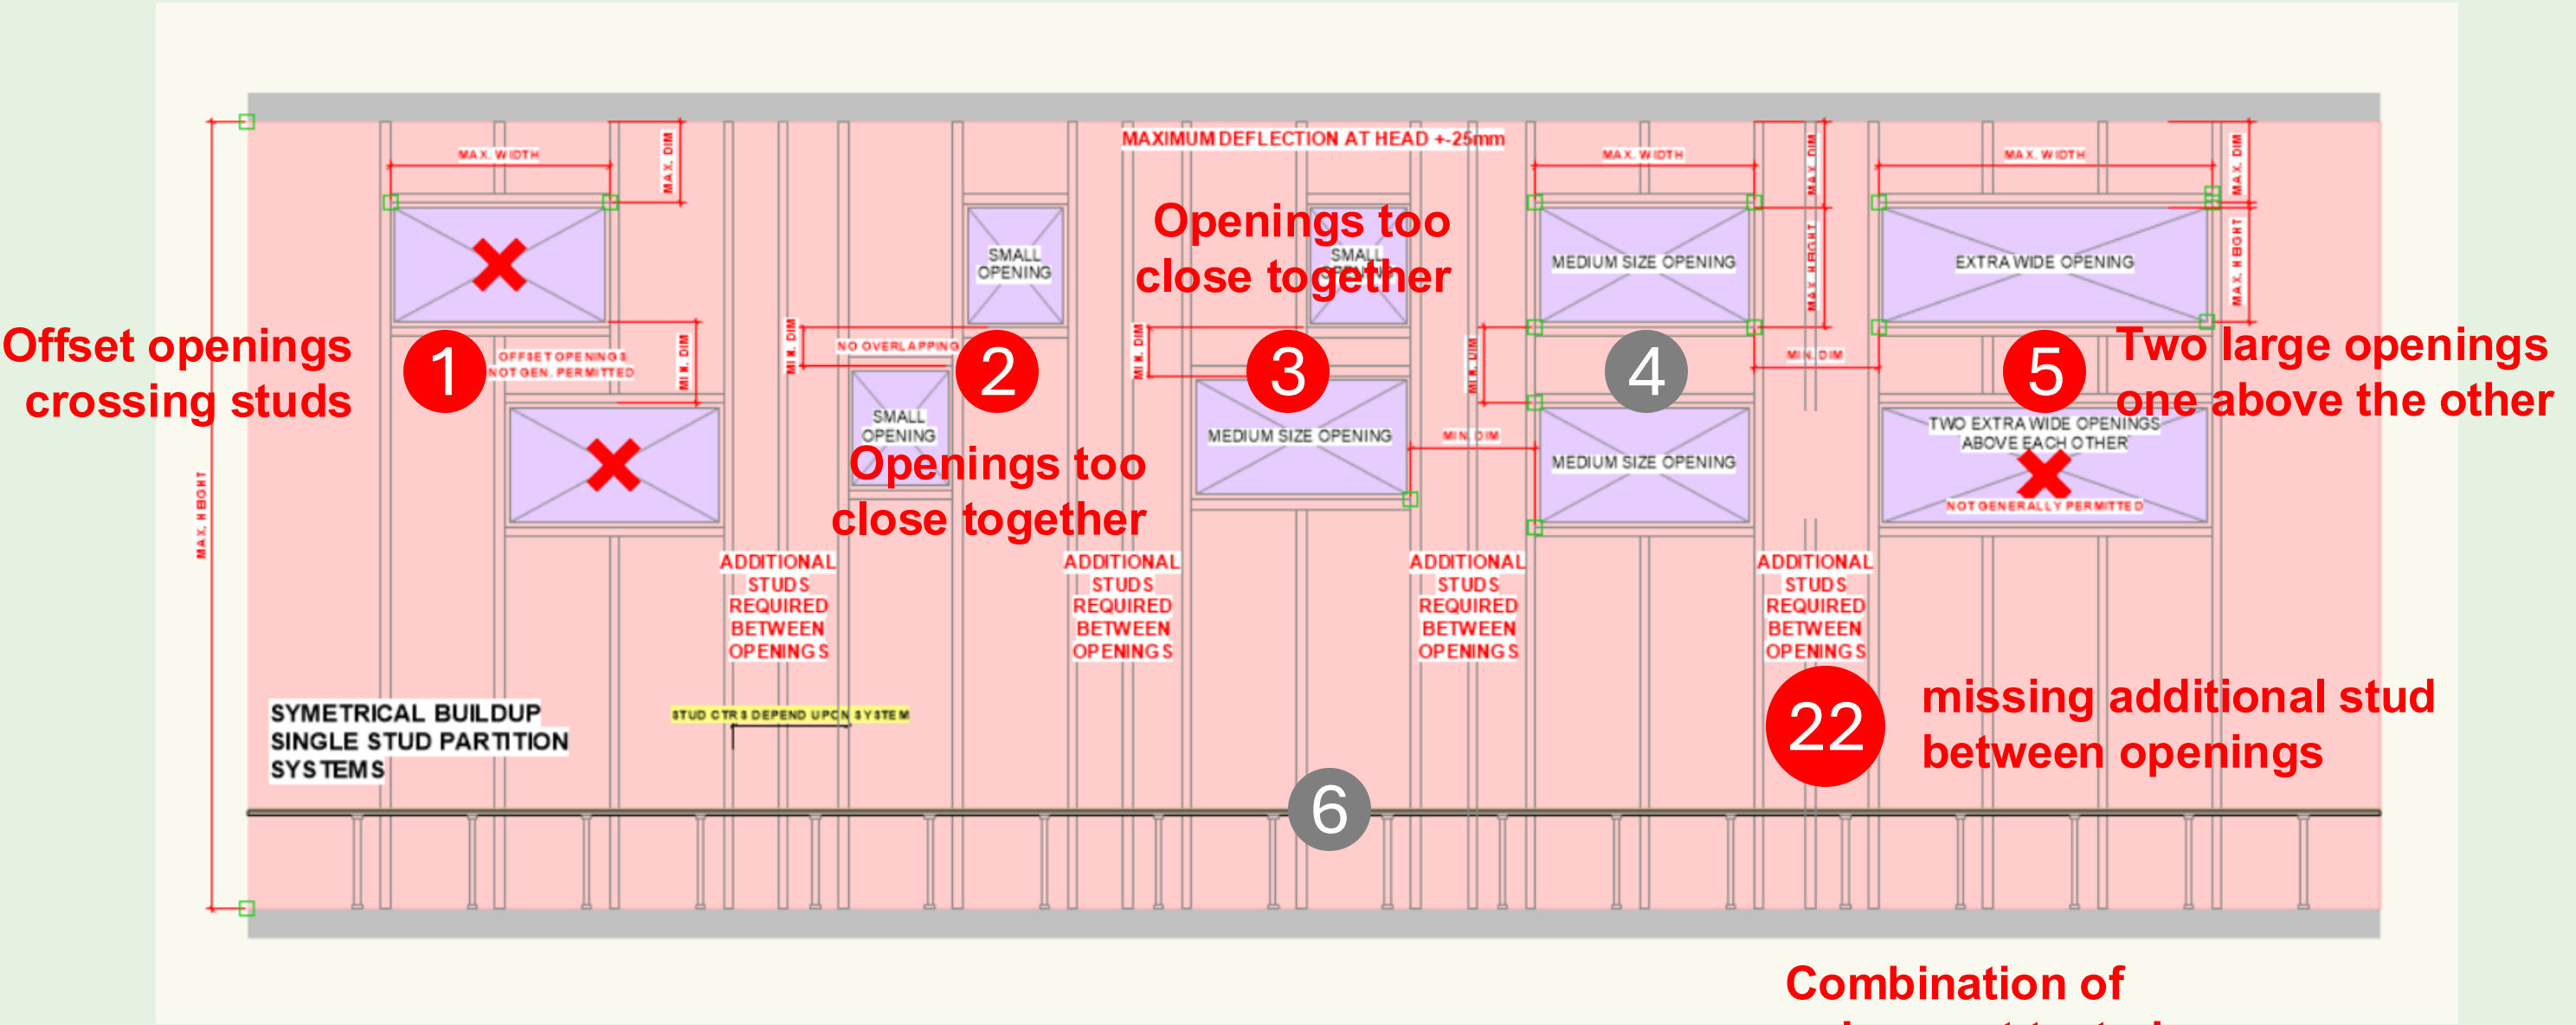 MAXIMUM DEFLECTION AT HEAD +-25mm
MAX. WIDTH
MAX. DIM
MAX. WIDTH
MAX. DIM
MAX. WIDTH
MAX. DIM
Openings too
close together
SMALL
OPENING
SMALL
MEDIUM SIZE OPENING
MAX. HEIGHT
EXTRA WIDE OPENING
MAX. HEIGHT
Offset openings
crossing studs
1
OFFSET OPENINGS
NOT GEN. PERMITTED
MIN. DIM
MIN. DIM
NO OVERLAPPING
2
MIN. DIM
3
MIN. DIM
4
MIN. DIM
5
Two large openings
one above the other
SMALL
OPENING
Openings too
close together
MEDIUM SIZE OPENING
MIN. DIM
MEDIUM SIZE OPENING
TWO EXTRA WIDE OPENINGS
ABOVE EACH OTHER
NOT GENERALLY PERMITTED
MAX. HEIGHT
ADDITIONAL
STUDS
REQUIRED
BETWEEN
OPENINGS
ADDITIONAL
STUDS
REQUIRED
BETWEEN
OPENINGS
ADDITIONAL
STUDS
REQUIRED
BETWEEN
OPENINGS
ADDITIONAL
STUDS
REQUIRED
BETWEEN
OPENINGS
22
missing additional stud
between openings
SYMETRICAL BUILDUP
SINGLE STUD PARTITION
SYSTEMS
STUD CTRS DEPEND UPON SYSTEM
6
Combination of